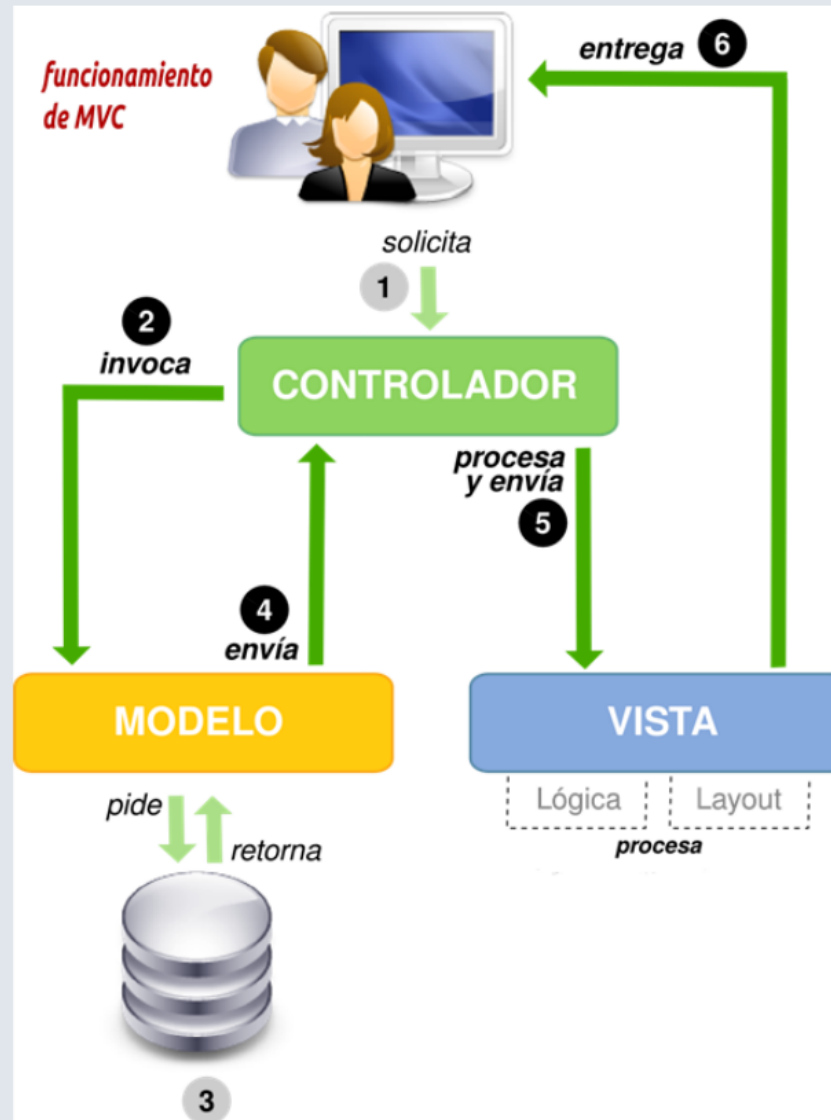 funcionamiento
de MVC
entrega 6
solicita
1
2
invoca
CONTROLADOR
procesa
y envía
5
4
envía
MODELO
VISTA
pide
retorna
Lógica
Layout
procesa
3